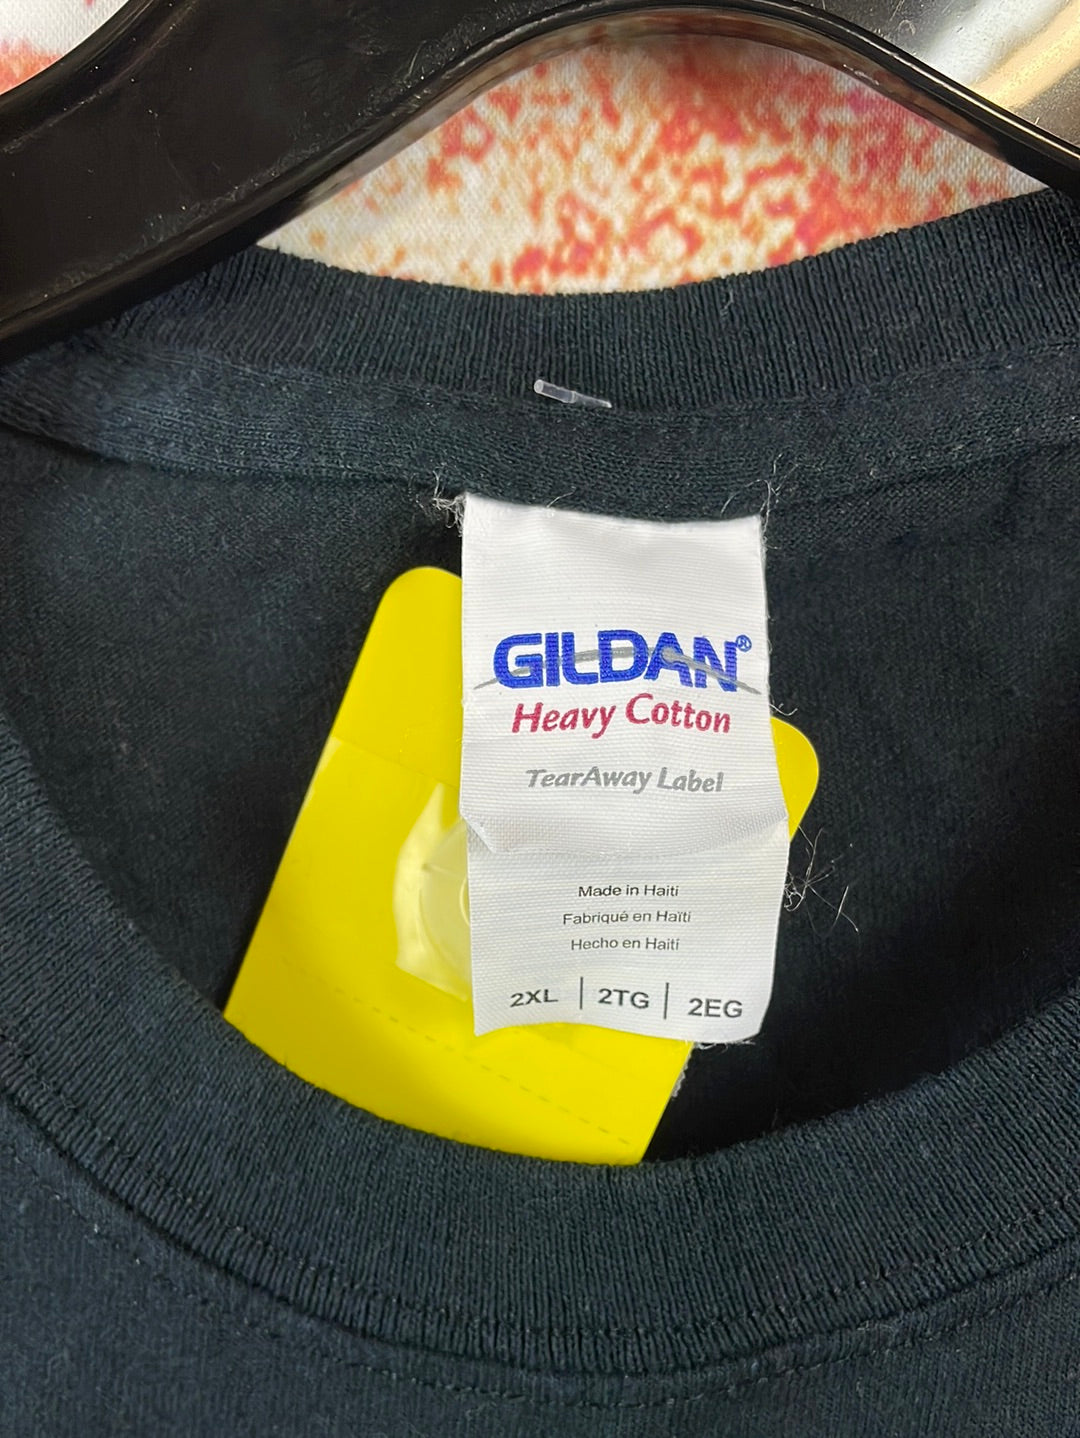 GILDAN®
Heavy Cotton
TearAway Label
Made in Haiti
Fabriqué en Haïti
Hecho en Haití
2XL | 2TG | 2EG